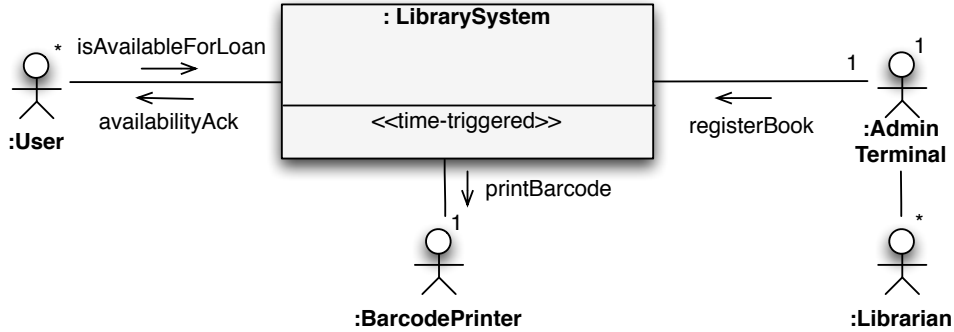 : LibrarySystem
* isAvailableForLoan
availabilityAck
:User
<<time-triggered>>
1
1
registerBook
:Admin
Terminal
printBarcode
1
:BarcodePrinter
*
:Librarian